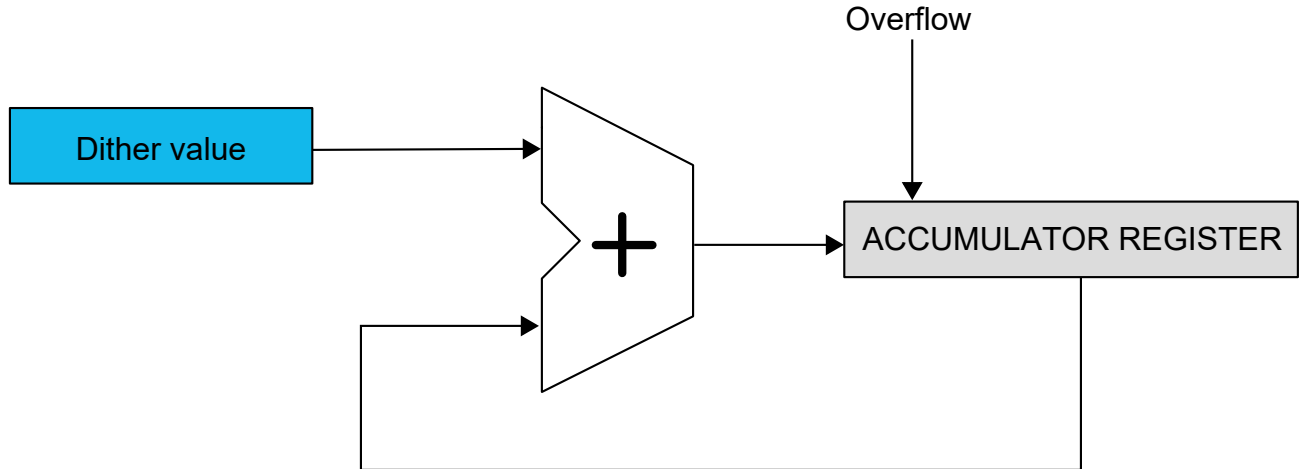 Overflow
Dither value
+
ACCUMULATOR REGISTER